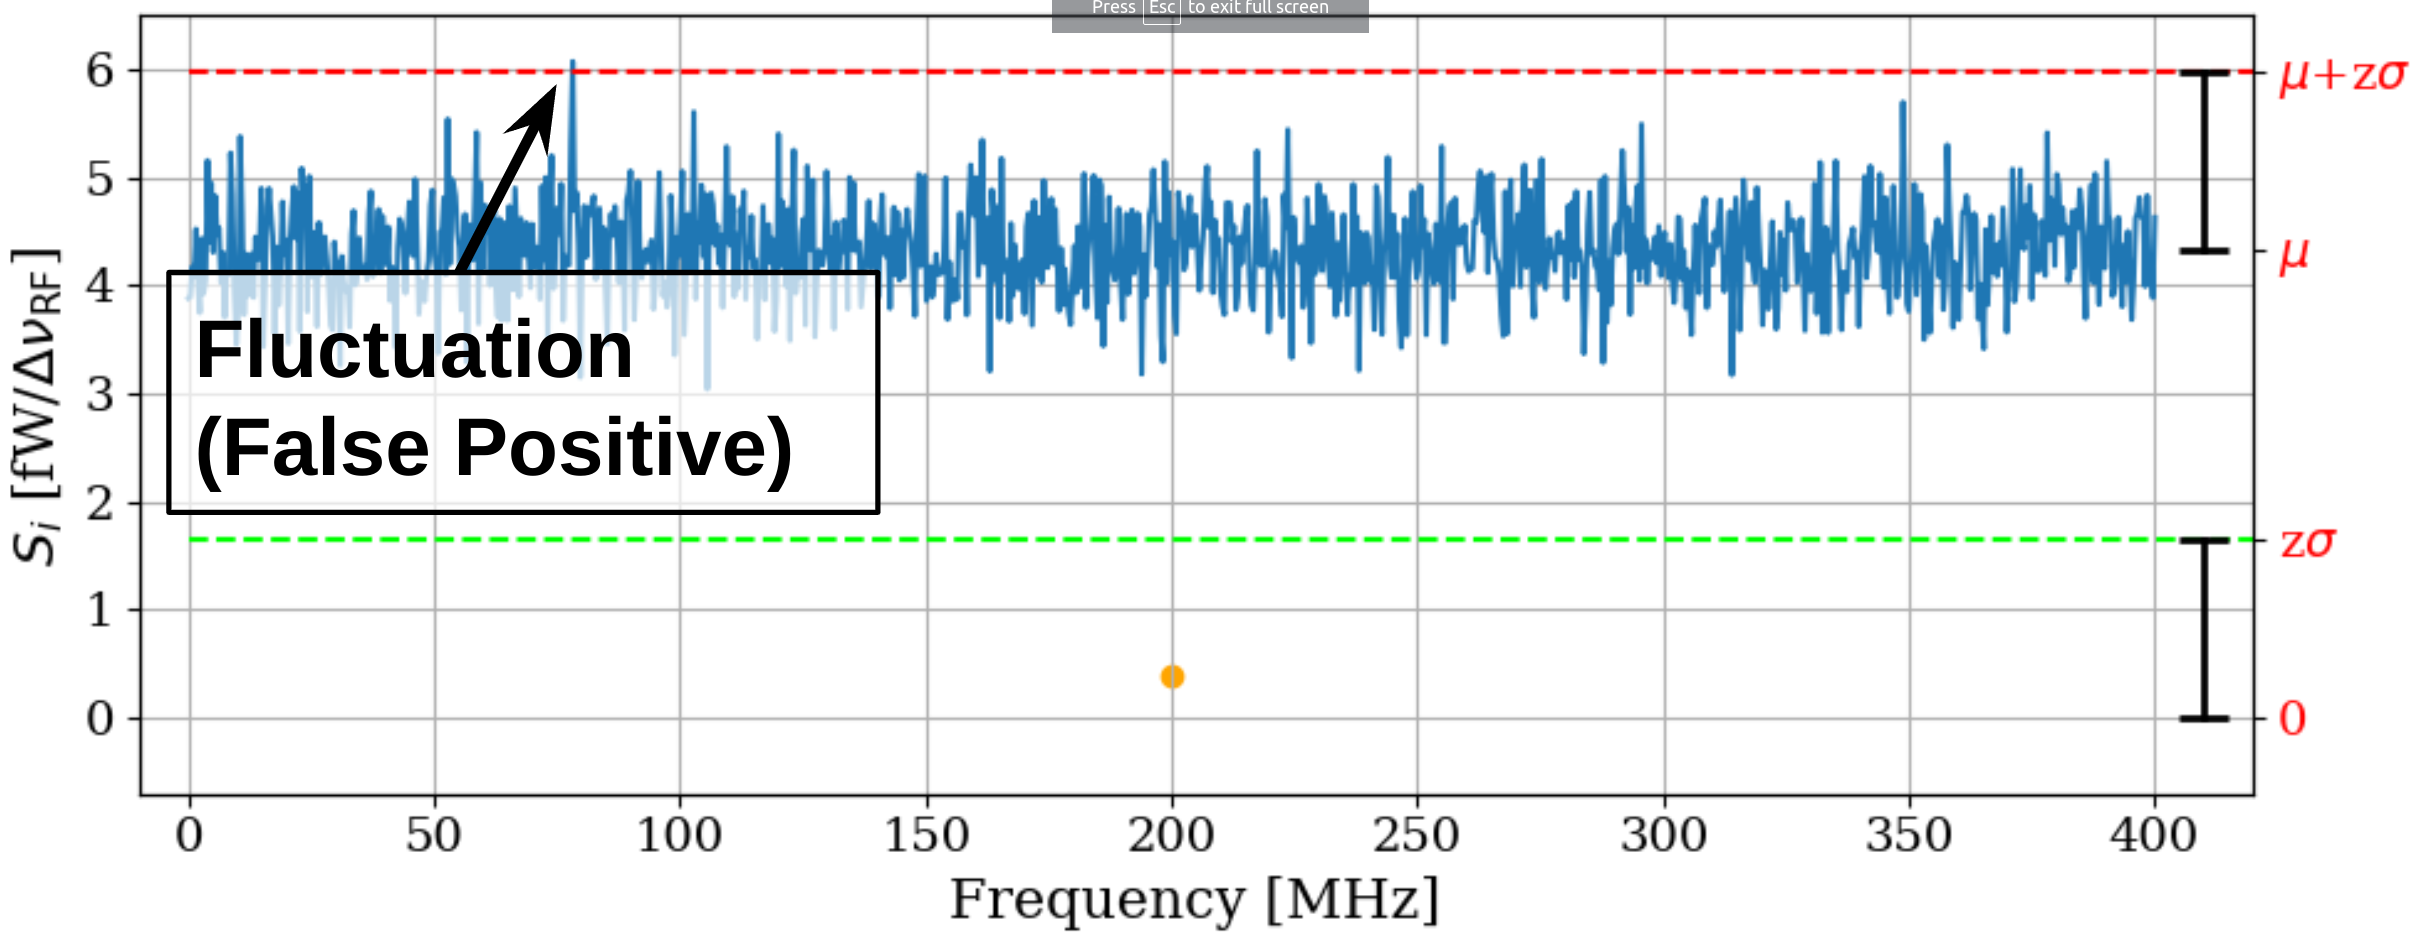 Press Esc to exit full screen
6
5
4
3
2
1
0
S_i [fW/Δν_RF]
μ+zσ
μ
zσ
0
Fluctuation
(False Positive)
0 50 100 150 200 250 300 350 400
Frequency [MHz]